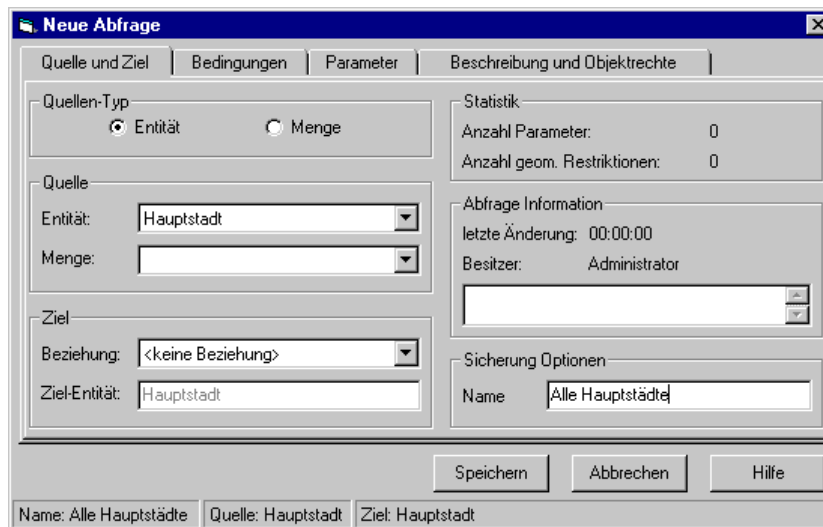 Neue Abfrage
Quelle und Ziel Bedingungen Parameter Beschreibung und Objektrechte
Quellen-Typ
Entität Menge
Quelle
Entität: Hauptstadt
Menge:
Ziel
Beziehung: <keine Beziehung>
Ziel-Entität: Hauptstadt
Statistik
Anzahl Parameter: 0
Anzahl geom. Restriktionen: 0
Abfrage Information
letzte Änderung: 00:00:00
Besitzer: Administrator
Sicherung Optionen
Name Alle Hauptstädte
Speichern Abbrechen Hilfe
Name: Alle Hauptstädte Quelle: Hauptstadt Ziel: Hauptstadt